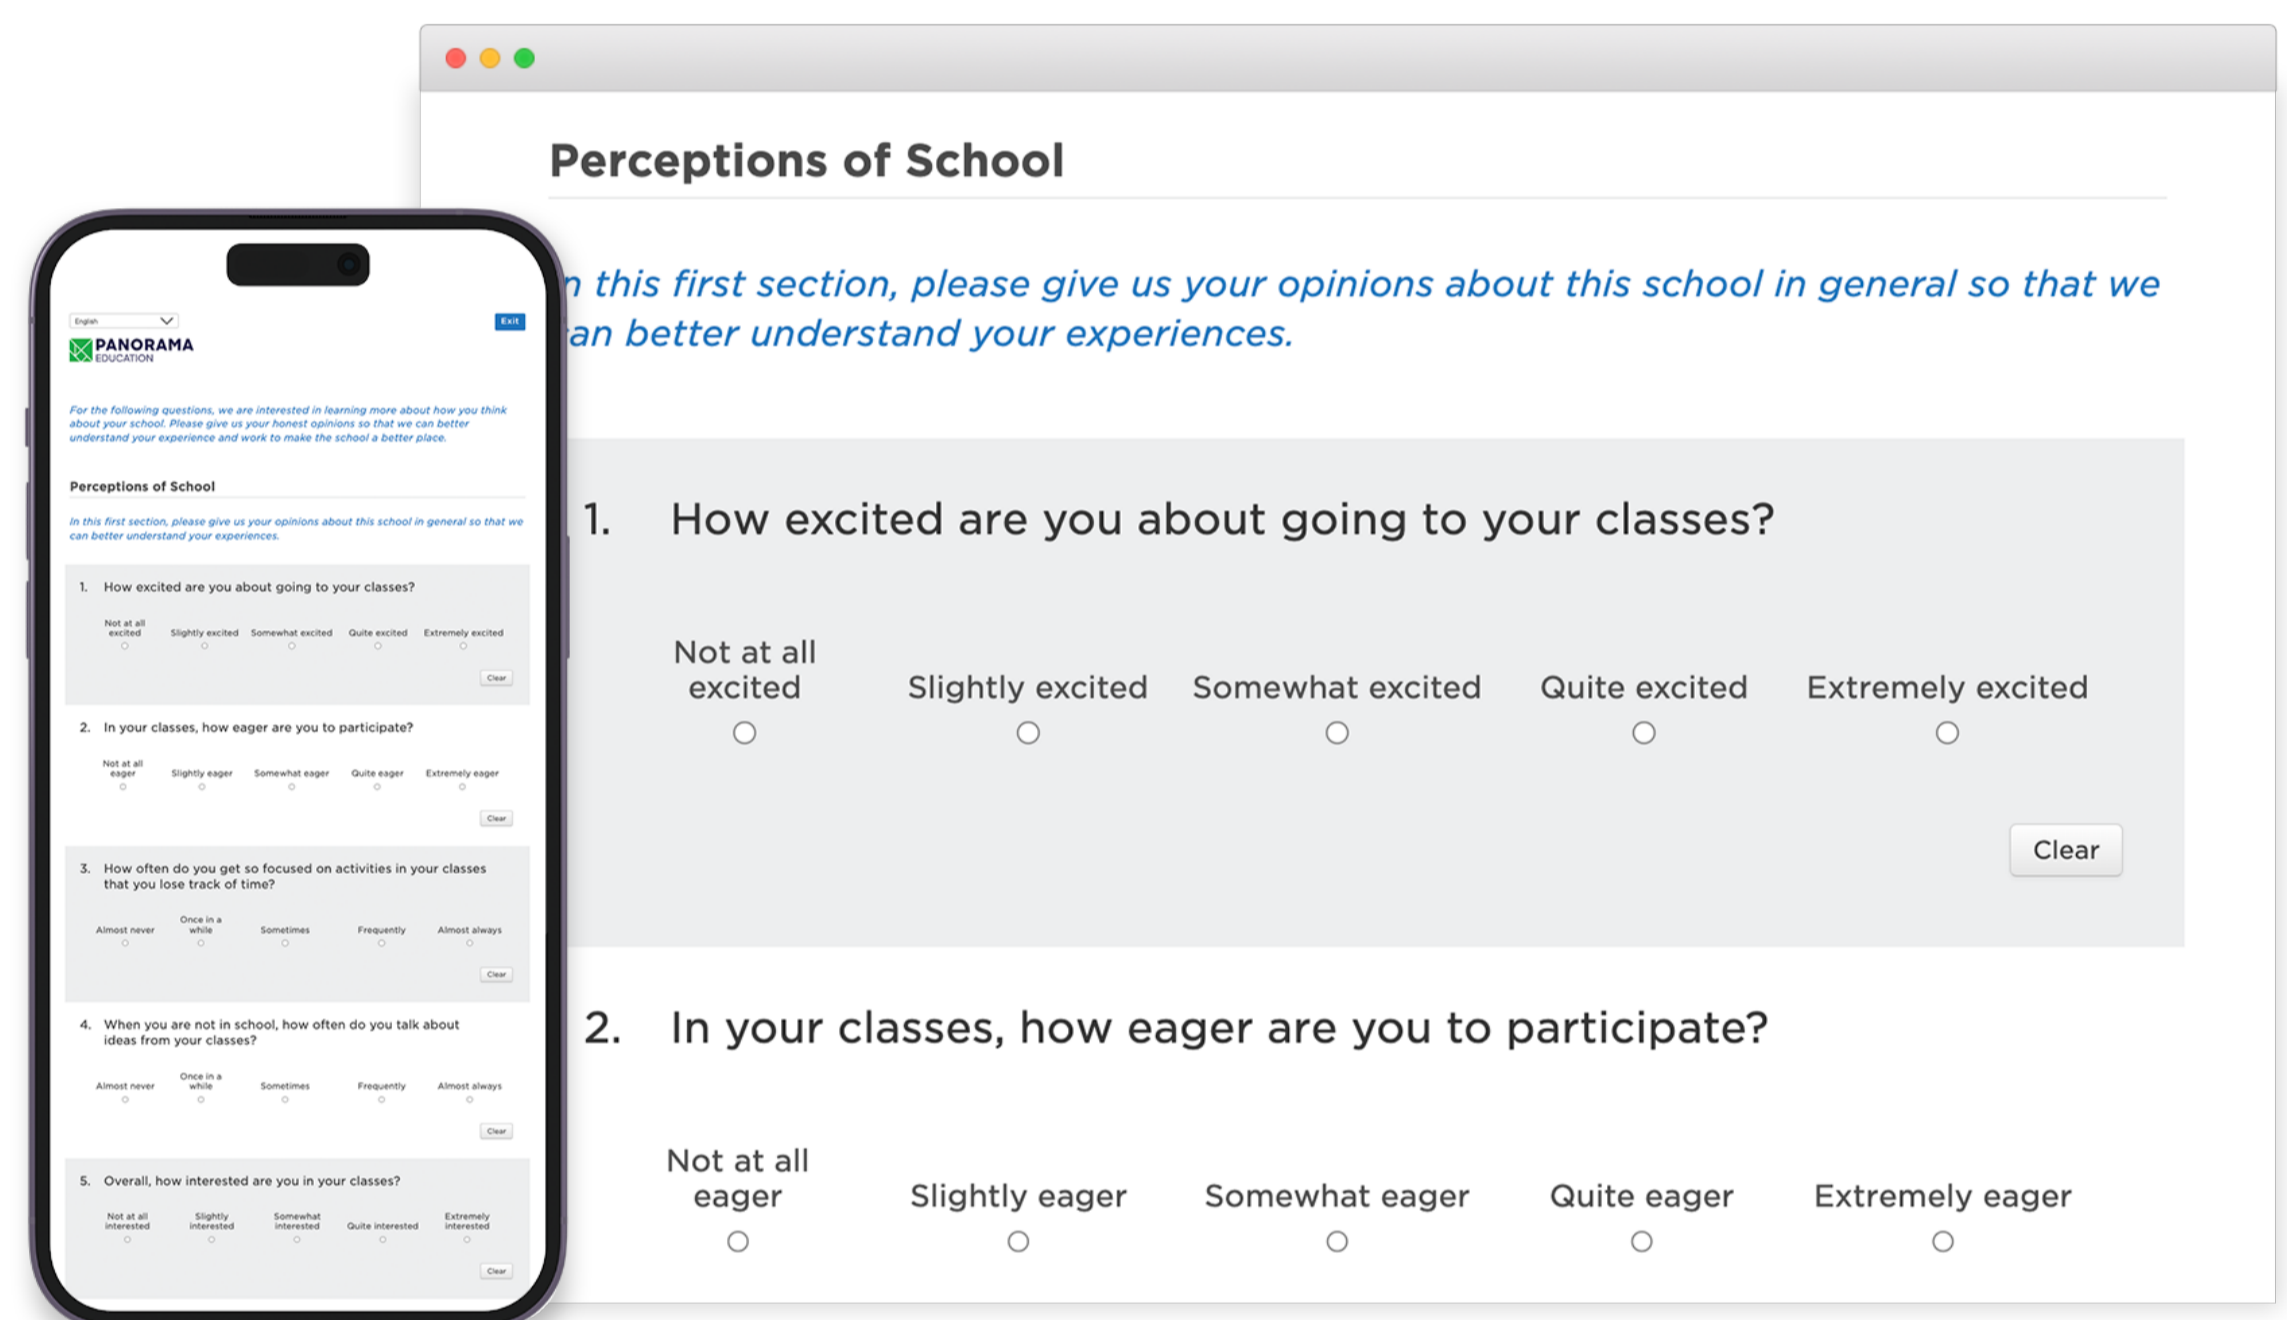 Perceptions of School
n this first section, please give us your opinions about this school in general so that we
an better understand your experiences.
1. How excited are you about going to your classes?
Not at all
excited
Slightly excited Somewhat excited Quite excited Extremely excited
Clear
2. In your classes, how eager are you to participate?
Not at all
eager
Slightly eager Somewhat eager Quite eager Extremely eager
English
Exit
PANORAMA
EDUCATION
For the following questions, we are interested in learning more about how you think
about your school. Please give us your honest opinions so that we can better
understand your experience and work to make the school a better place.
Perceptions of School
In this first section, please give us your opinions about this school in general so that we
can better understand your experiences.
1. How excited are you about going to your classes?
Not at all
excited
Slightly excited Somewhat excited Quite excited Extremely excited
Clear
2. In your classes, how eager are you to participate?
Not at all
eager
Slightly eager Somewhat eager Quite eager Extremely eager
Clear
3. How often do you get so focused on activities in your classes
that you lose track of time?
Almost never
Once in a
while
Sometimes Frequently Almost always
Clear
4. When you are not in school, how often do you talk about
ideas from your classes?
Almost never
Once in a
while
Sometimes Frequently Almost always
Clear
5. Overall, how interested are you in your classes?
Not at all
interested
Slightly
interested
Somewhat
interested
Quite interested
Extremely
interested
Clear